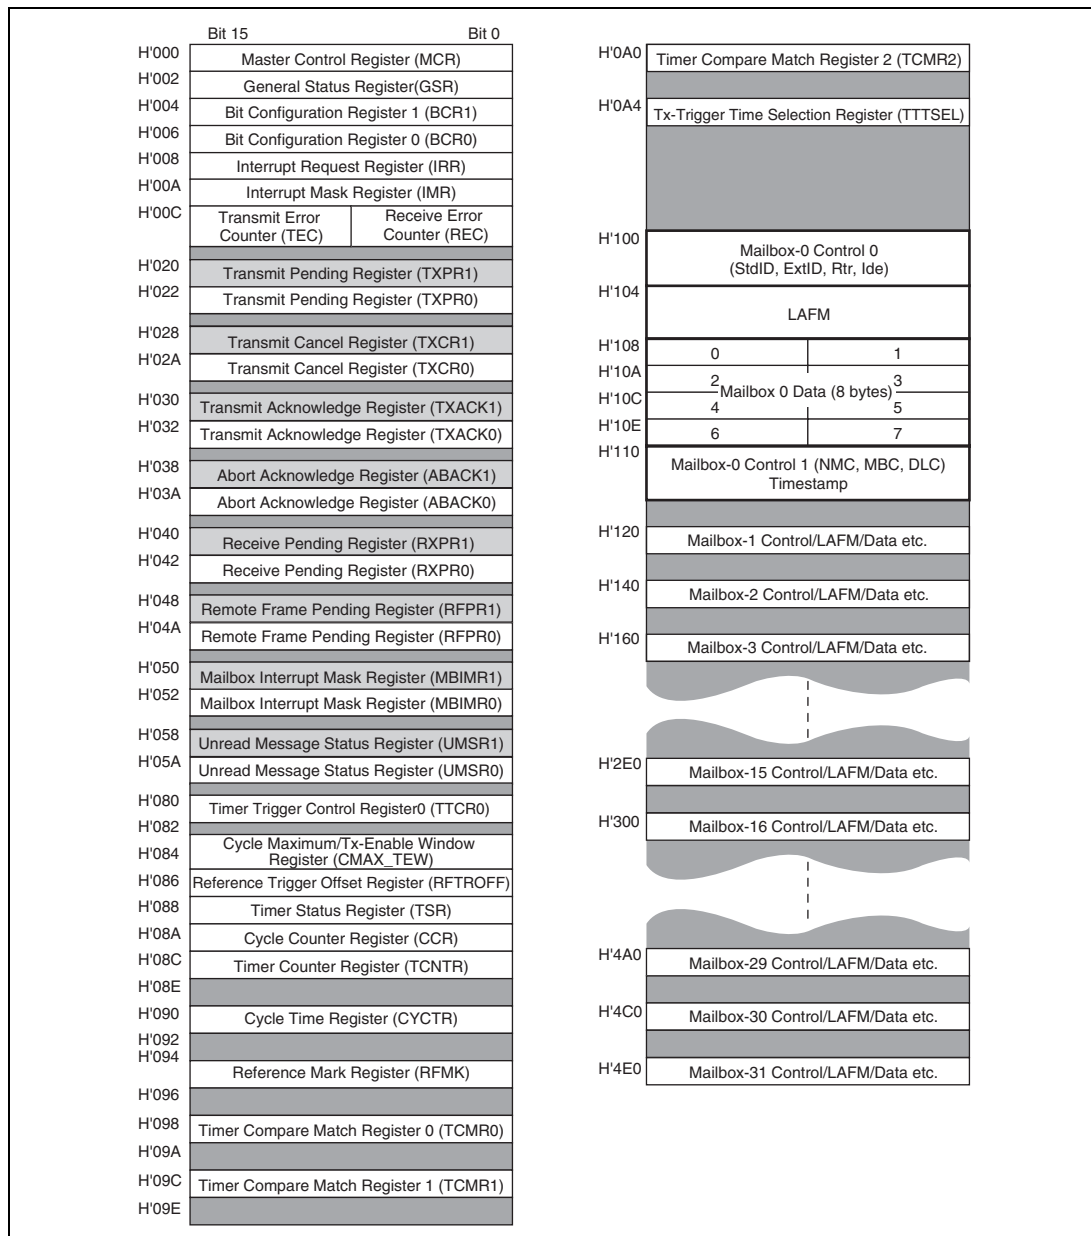 Bit 15 Bit 0
H'000 Master Control Register (MCR)
H'002 General Status Register(GSR)
H'004 Bit Configuration Register 1 (BCR1)
H'006 Bit Configuration Register 0 (BCR0)
H'008 Interrupt Request Register (IRR)
H'00A Interrupt Mask Register (IMR)
H'00C Transmit Error Receive Error
Counter (TEC) Counter (REC)
H'020 Transmit Pending Register (TXPR1)
H'022 Transmit Pending Register (TXPR0)
H'028 Transmit Cancel Register (TXCR1)
H'02A Transmit Cancel Register (TXCR0)
H'030 Transmit Acknowledge Register (TXACK1)
H'032 Transmit Acknowledge Register (TXACK0)
H'038 Abort Acknowledge Register (ABACK1)
H'03A Abort Acknowledge Register (ABACK0)
H'040 Receive Pending Register (RXPR1)
H'042 Receive Pending Register (RXPR0)
H'048 Remote Frame Pending Register (RFPR1)
H'04A Remote Frame Pending Register (RFPR0)
H'050 Mailbox Interrupt Mask Register (MBIMR1)
H'052 Mailbox Interrupt Mask Register (MBIMR0)
H'058 Unread Message Status Register (UMSR1)
H'05A Unread Message Status Register (UMSR0)
H'080 Timer Trigger Control Register0 (TTCR0)
H'082
H'084 Cycle Maximum/Tx-Enable Window
Register (CMAX_TEW)
H'086 Reference Trigger Offset Register (RFTROFF)
H'088 Timer Status Register (TSR)
H'08A Cycle Counter Register (CCR)
H'08C Timer Counter Register (TCNTR)
H'08E
H'090 Cycle Time Register (CYCTR)
H'092
H'094
Reference Mark Register (RFMK)
H'096
H'098 Timer Compare Match Register 0 (TCMR0)
H'09A
H'09C Timer Compare Match Register 1 (TCMR1)
H'09E
H'0A0 Timer Compare Match Register 2 (TCMR2)
H'0A4 Tx-Trigger Time Selection Register (TTTSEL)
H'100 Mailbox-0 Control 0
(StdID, ExtID, Rtr, Ide)
H'104 LAFM
H'108 0 1
H'10A 2 Mailbox 0 Data (8 bytes) 3
H'10C 4 5
H'10E 6 7
H'110 Mailbox-0 Control 1 (NMC, MBC, DLC)
Timestamp
H'120 Mailbox-1 Control/LAFM/Data etc.
H'140 Mailbox-2 Control/LAFM/Data etc.
H'160 Mailbox-3 Control/LAFM/Data etc.
H'2E0 Mailbox-15 Control/LAFM/Data etc.
H'300 Mailbox-16 Control/LAFM/Data etc.
H'4A0 Mailbox-29 Control/LAFM/Data etc.
H'4C0 Mailbox-30 Control/LAFM/Data etc.
H'4E0 Mailbox-31 Control/LAFM/Data etc.